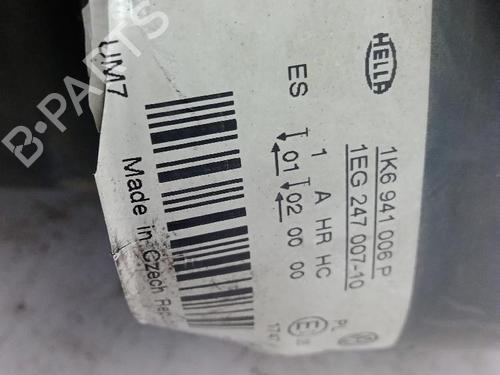 HELLA
1K6 941 006 P
1EG 247 007-10
ES
1 A HR HC
01 02 00 00
E
PL
UM7
Made in Czech
B-PARTS